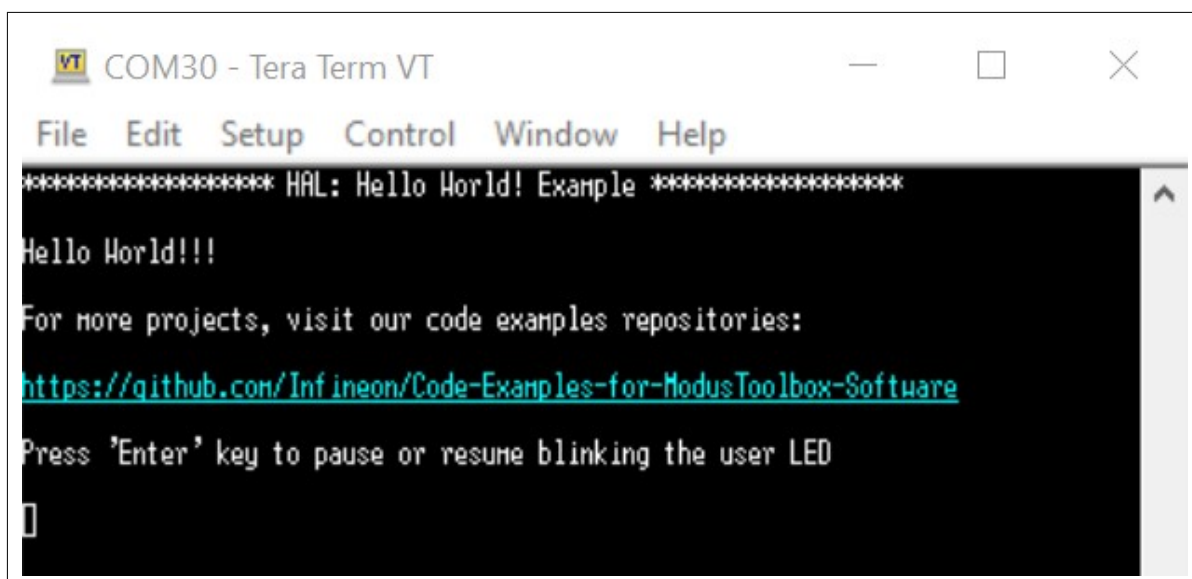 VT COM30 - Tera Term VT
File Edit Setup Control Window Help
********************* HAL: Hello World! Example *********************
Hello World!!!
For more projects, visit our code examples repositories:
https://github.com/Infineon/Code-Examples-for-ModusToolbox-Software
Press 'Enter' key to pause or resume blinking the user LED